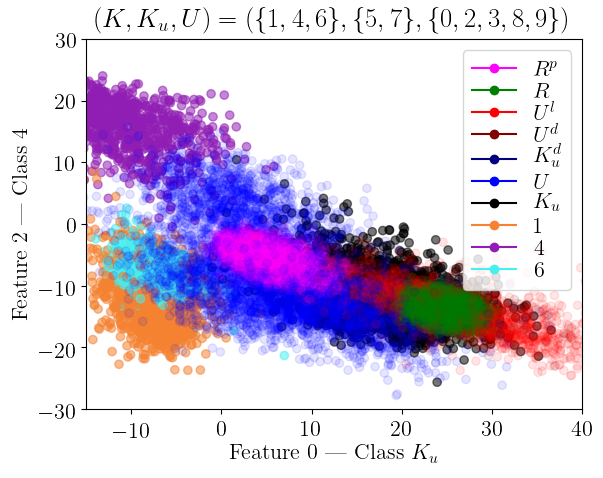 (K, K_u, U) = ({1, 4, 6}, {5, 7}, {0, 2, 3, 8, 9})
30
20
10
0
−10
−20
−30
Feature 2 — Class 4
R^p
R
U^l
U^d
K_u^d
U
K_u
1
4
6
−10
0
10
20
30
40
Feature 0 — Class K_u